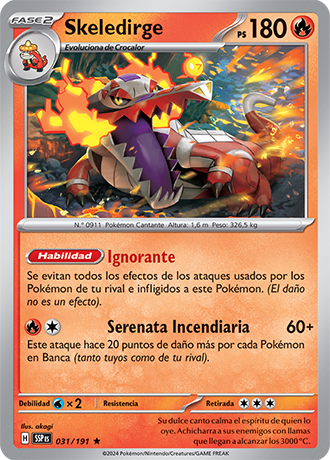 FASE 2
Skeledirge
PS 180
Evoluciona de Crocalor
N.º 0911 Pokémon Cantante Altura: 1,6 m Peso: 326,5 kg
Habilidad Ignorante
Se evitan todos los efectos de los ataques usados por los
Pokémon de tu rival e infligidos a este Pokémon. (El daño
no es un efecto).
Serenata Incendiaria 60+
Este ataque hace 20 puntos de daño más por cada Pokémon
en Banca (tanto tuyos como de tu rival).
Debilidad ×2 Resistencia Retirada
Ilus. akagi
H SSP ES 031/191 ★
Su dulce canto calma el espíritu de quien lo
oye. Achicharra a sus enemigos con llamas
que llegan a alcanzar los 3000 °C.
©2024 Pokémon/Nintendo/Creatures/GAME FREAK